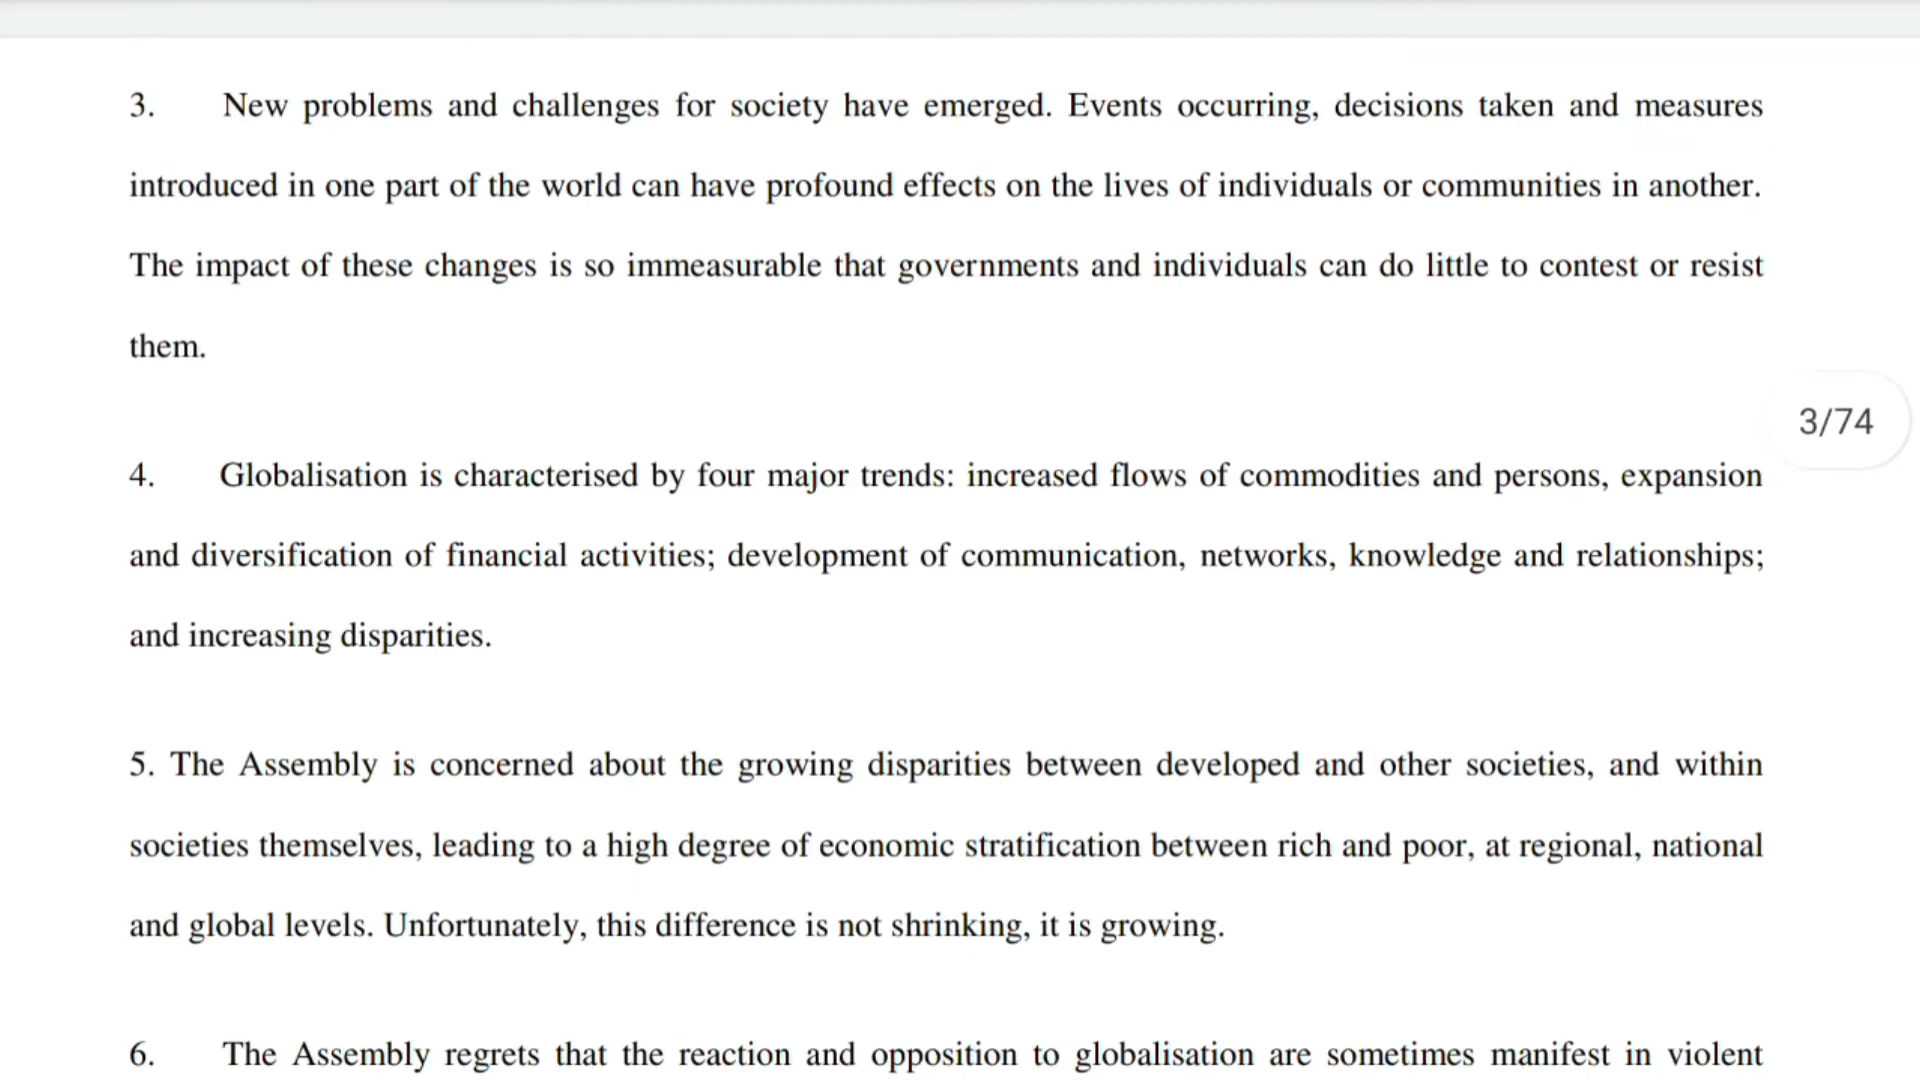 3. New problems and challenges for society have emerged. Events occurring, decisions taken and measures
introduced in one part of the world can have profound effects on the lives of individuals or communities in another.
The impact of these changes is so immeasurable that governments and individuals can do little to contest or resist
them.
3/74
4. Globalisation is characterised by four major trends: increased flows of commodities and persons, expansion
and diversification of financial activities; development of communication, networks, knowledge and relationships;
and increasing disparities.
5. The Assembly is concerned about the growing disparities between developed and other societies, and within
societies themselves, leading to a high degree of economic stratification between rich and poor, at regional, national
and global levels. Unfortunately, this difference is not shrinking, it is growing.
6. The Assembly regrets that the reaction and opposition to globalisation are sometimes manifest in violent